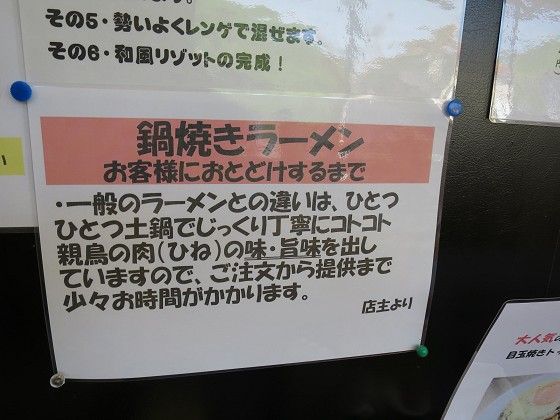 その5・勢いよくレンゲで混ぜます。
その6・和風リゾットの完成！
鍋焼きラーメン
お客様におとどけするまで
・一般のラーメンとの違いは、ひとつ
ひとつ土鍋でじっくり丁寧にコトコト
親鳥の肉（ひね）の味・旨味を出し
ていますので、ご注文から提供まで
少々お時間がかかります。
店主より
い
大人気の
目玉焼きト